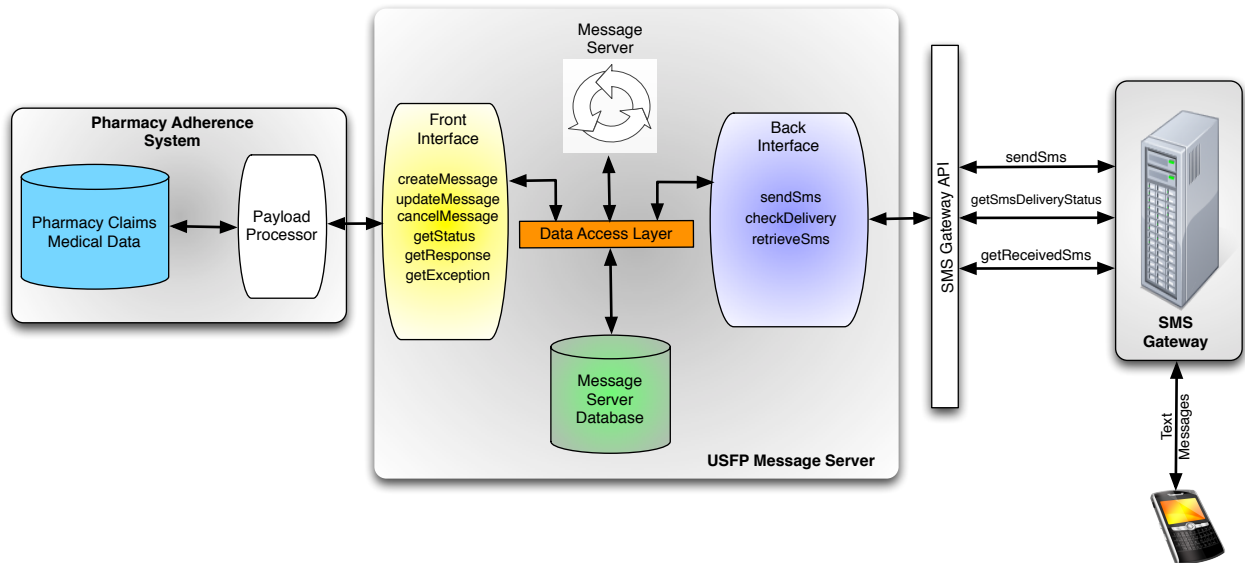 Pharmacy Adherence
System
Pharmacy Claims
Medical Data
Payload
Processor
Message
Server
Front
Interface
createMessage
updateMessage
cancelMessage
getStatus
getResponse
getException
Data Access Layer
Message
Server
Database
Back
Interface
sendSms
checkDelivery
retrieveSms
USFP Message Server
SMS Gateway API
sendSms
getSmsDeliveryStatus
getReceivedSms
SMS
Gateway
Text
Messages